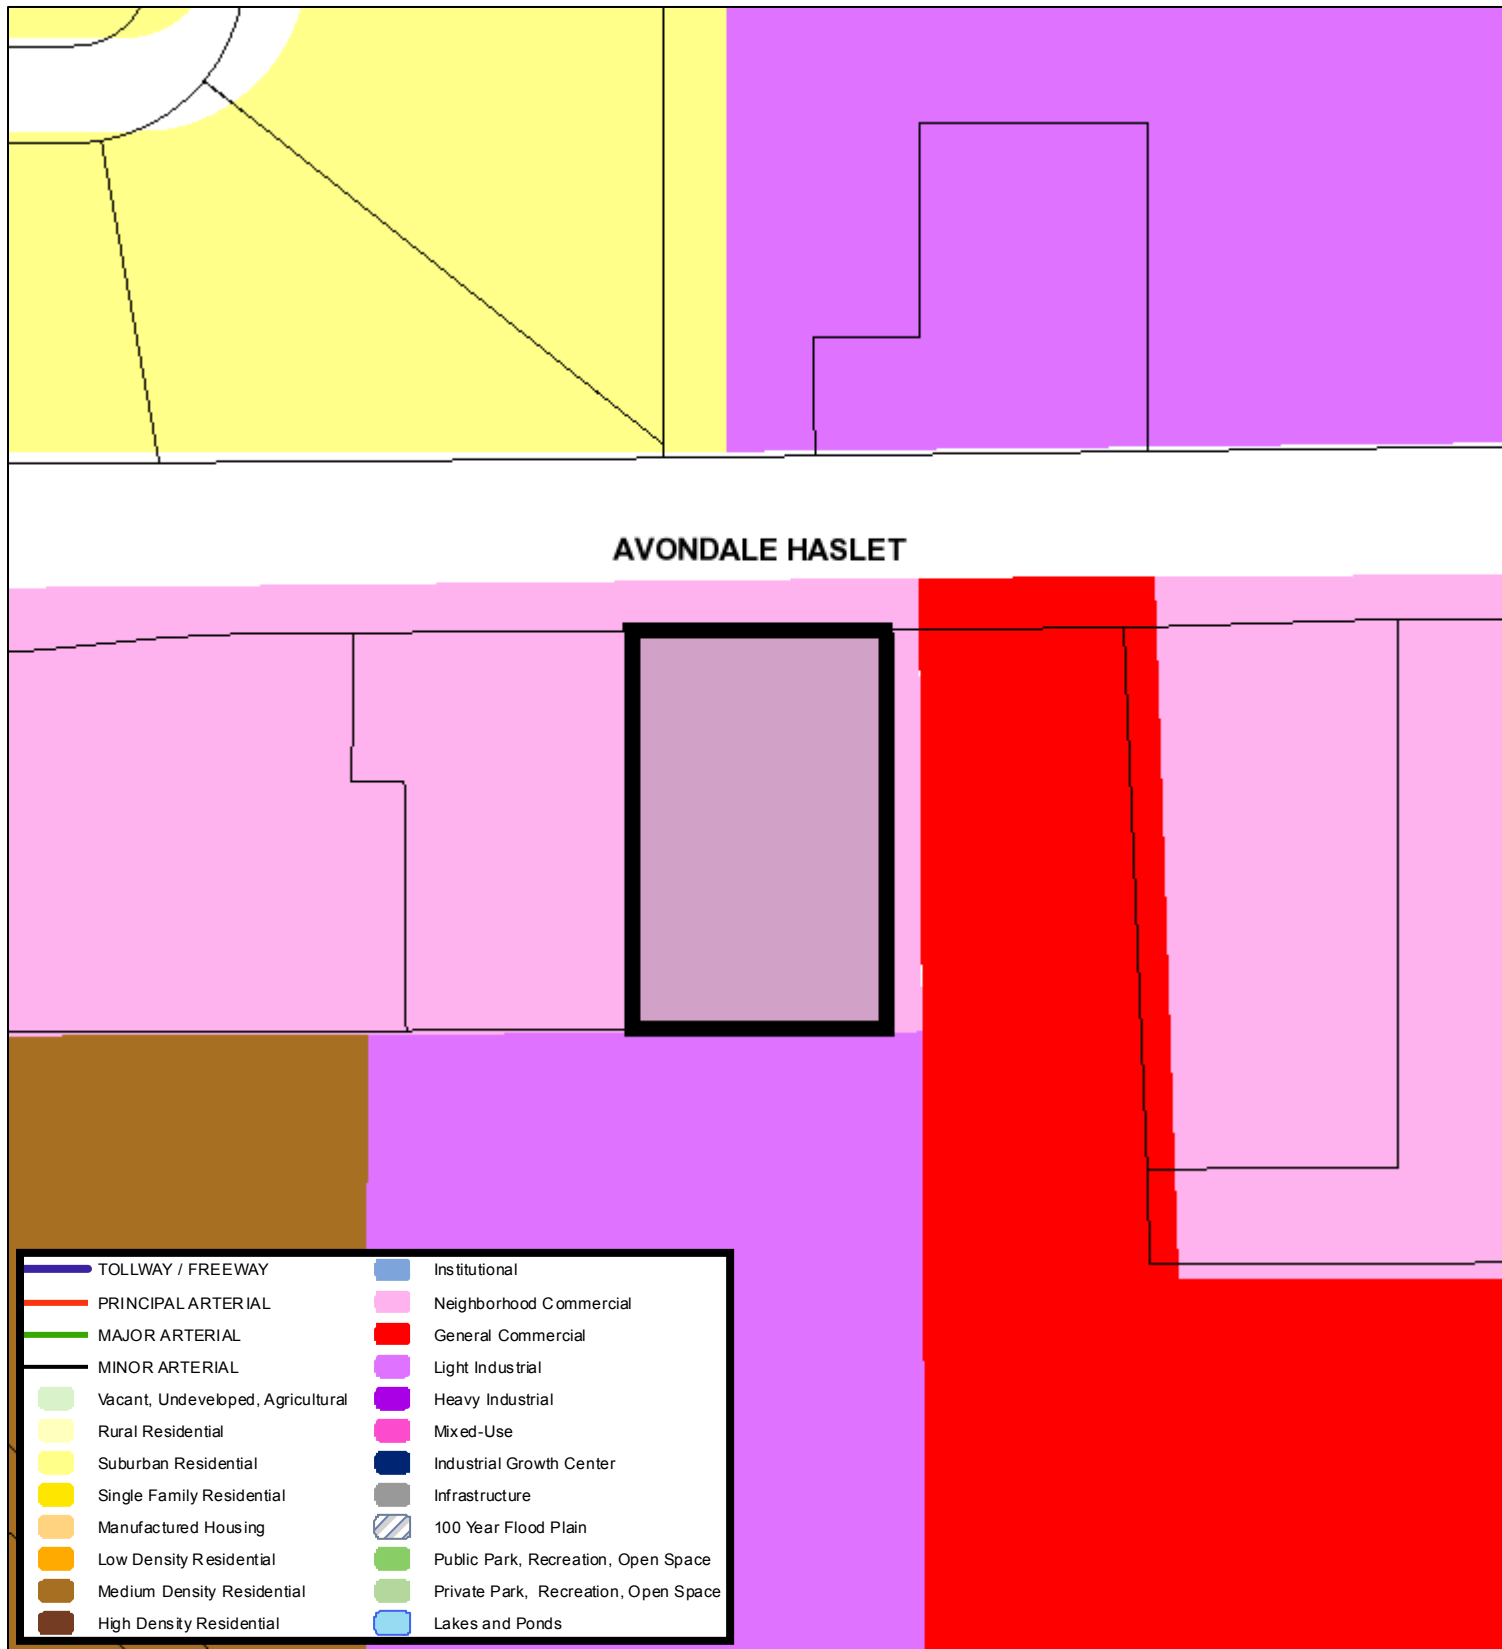 AVONDALE HASLET
TOLLWAY / FREEWAY
PRINCIPAL ARTERIAL
MAJOR ARTERIAL
MINOR ARTERIAL
Vacant, Undeveloped, Agricultural
Rural Residential
Suburban Residential
Single Family Residential
Manufactured Housing
Low Density Residential
Medium Density Residential
High Density Residential
Institutional
Neighborhood Commercial
General Commercial
Light Industrial
Heavy Industrial
Mixed-Use
Industrial Growth Center
Infrastructure
100 Year Flood Plain
Public Park, Recreation, Open Space
Private Park, Recreation, Open Space
Lakes and Ponds